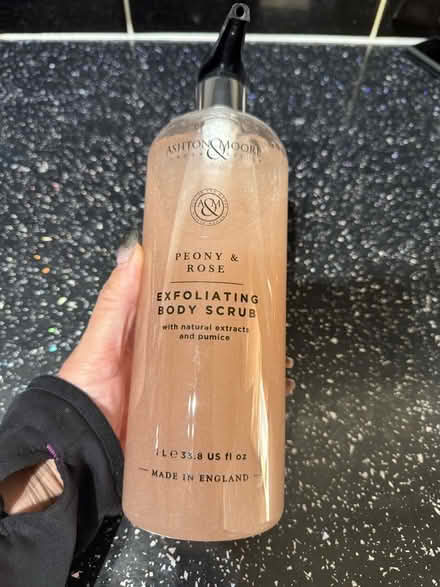 ASHTON & MOORE
A&M
PEONY &
ROSE
EXFOLIATING
BODY SCRUB
with natural extracts
and pumice
1L ℮ 33.8 US fl oz
MADE IN ENGLAND